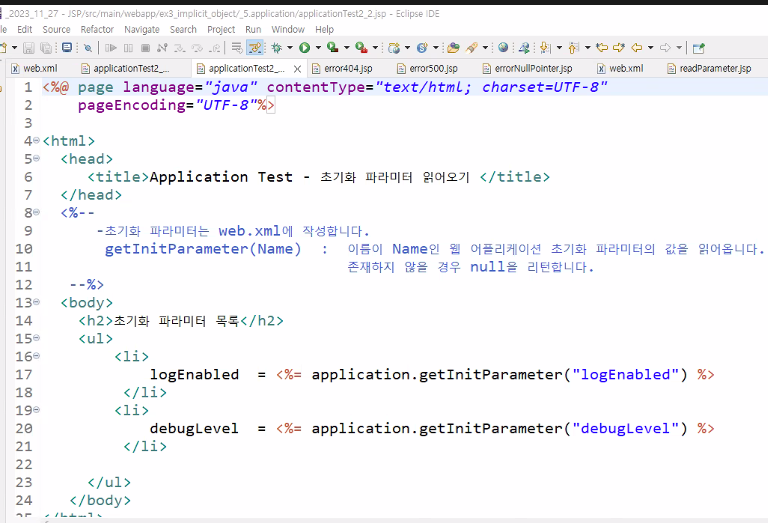 2023_11_27 - JSP/src/main/webapp/ex3_implicit_object/_5.application/applicationTest2_2.jsp - Eclipse IDE
Edit Source Refactor Navigate Search Project Run Window Help
web.xml applicationTest2_... applicationTest2_... error404.jsp error500.jsp errorNullPointer.jsp web.xml readParameter.jsp
1 <%@ page language="java" contentType="text/html; charset=UTF-8"
2 pageEncoding="UTF-8"%>
3
4 <html>
5 <head>
6 <title>Application Test - 초기화 파라미터 읽어오기 </title>
7 </head>
8 <%--
9 -초기화 파라미터는 web.xml에 작성합니다.
10 getInitParameter(Name) : 이름이 Name인 웹 어플리케이션 초기화 파라미터의 값을 읽어옵니다.
11 존재하지 않을 경우 null을 리턴합니다.
12 --%>
13 <body>
14 <h2>초기화 파라미터 목록</h2>
15 <ul>
16 <li>
17 logEnabled = <%= application.getInitParameter("logEnabled") %>
18 </li>
19 <li>
20 debugLevel = <%= application.getInitParameter("debugLevel") %>
21 </li>
22
23 </ul>
24 </body>
25 </html>